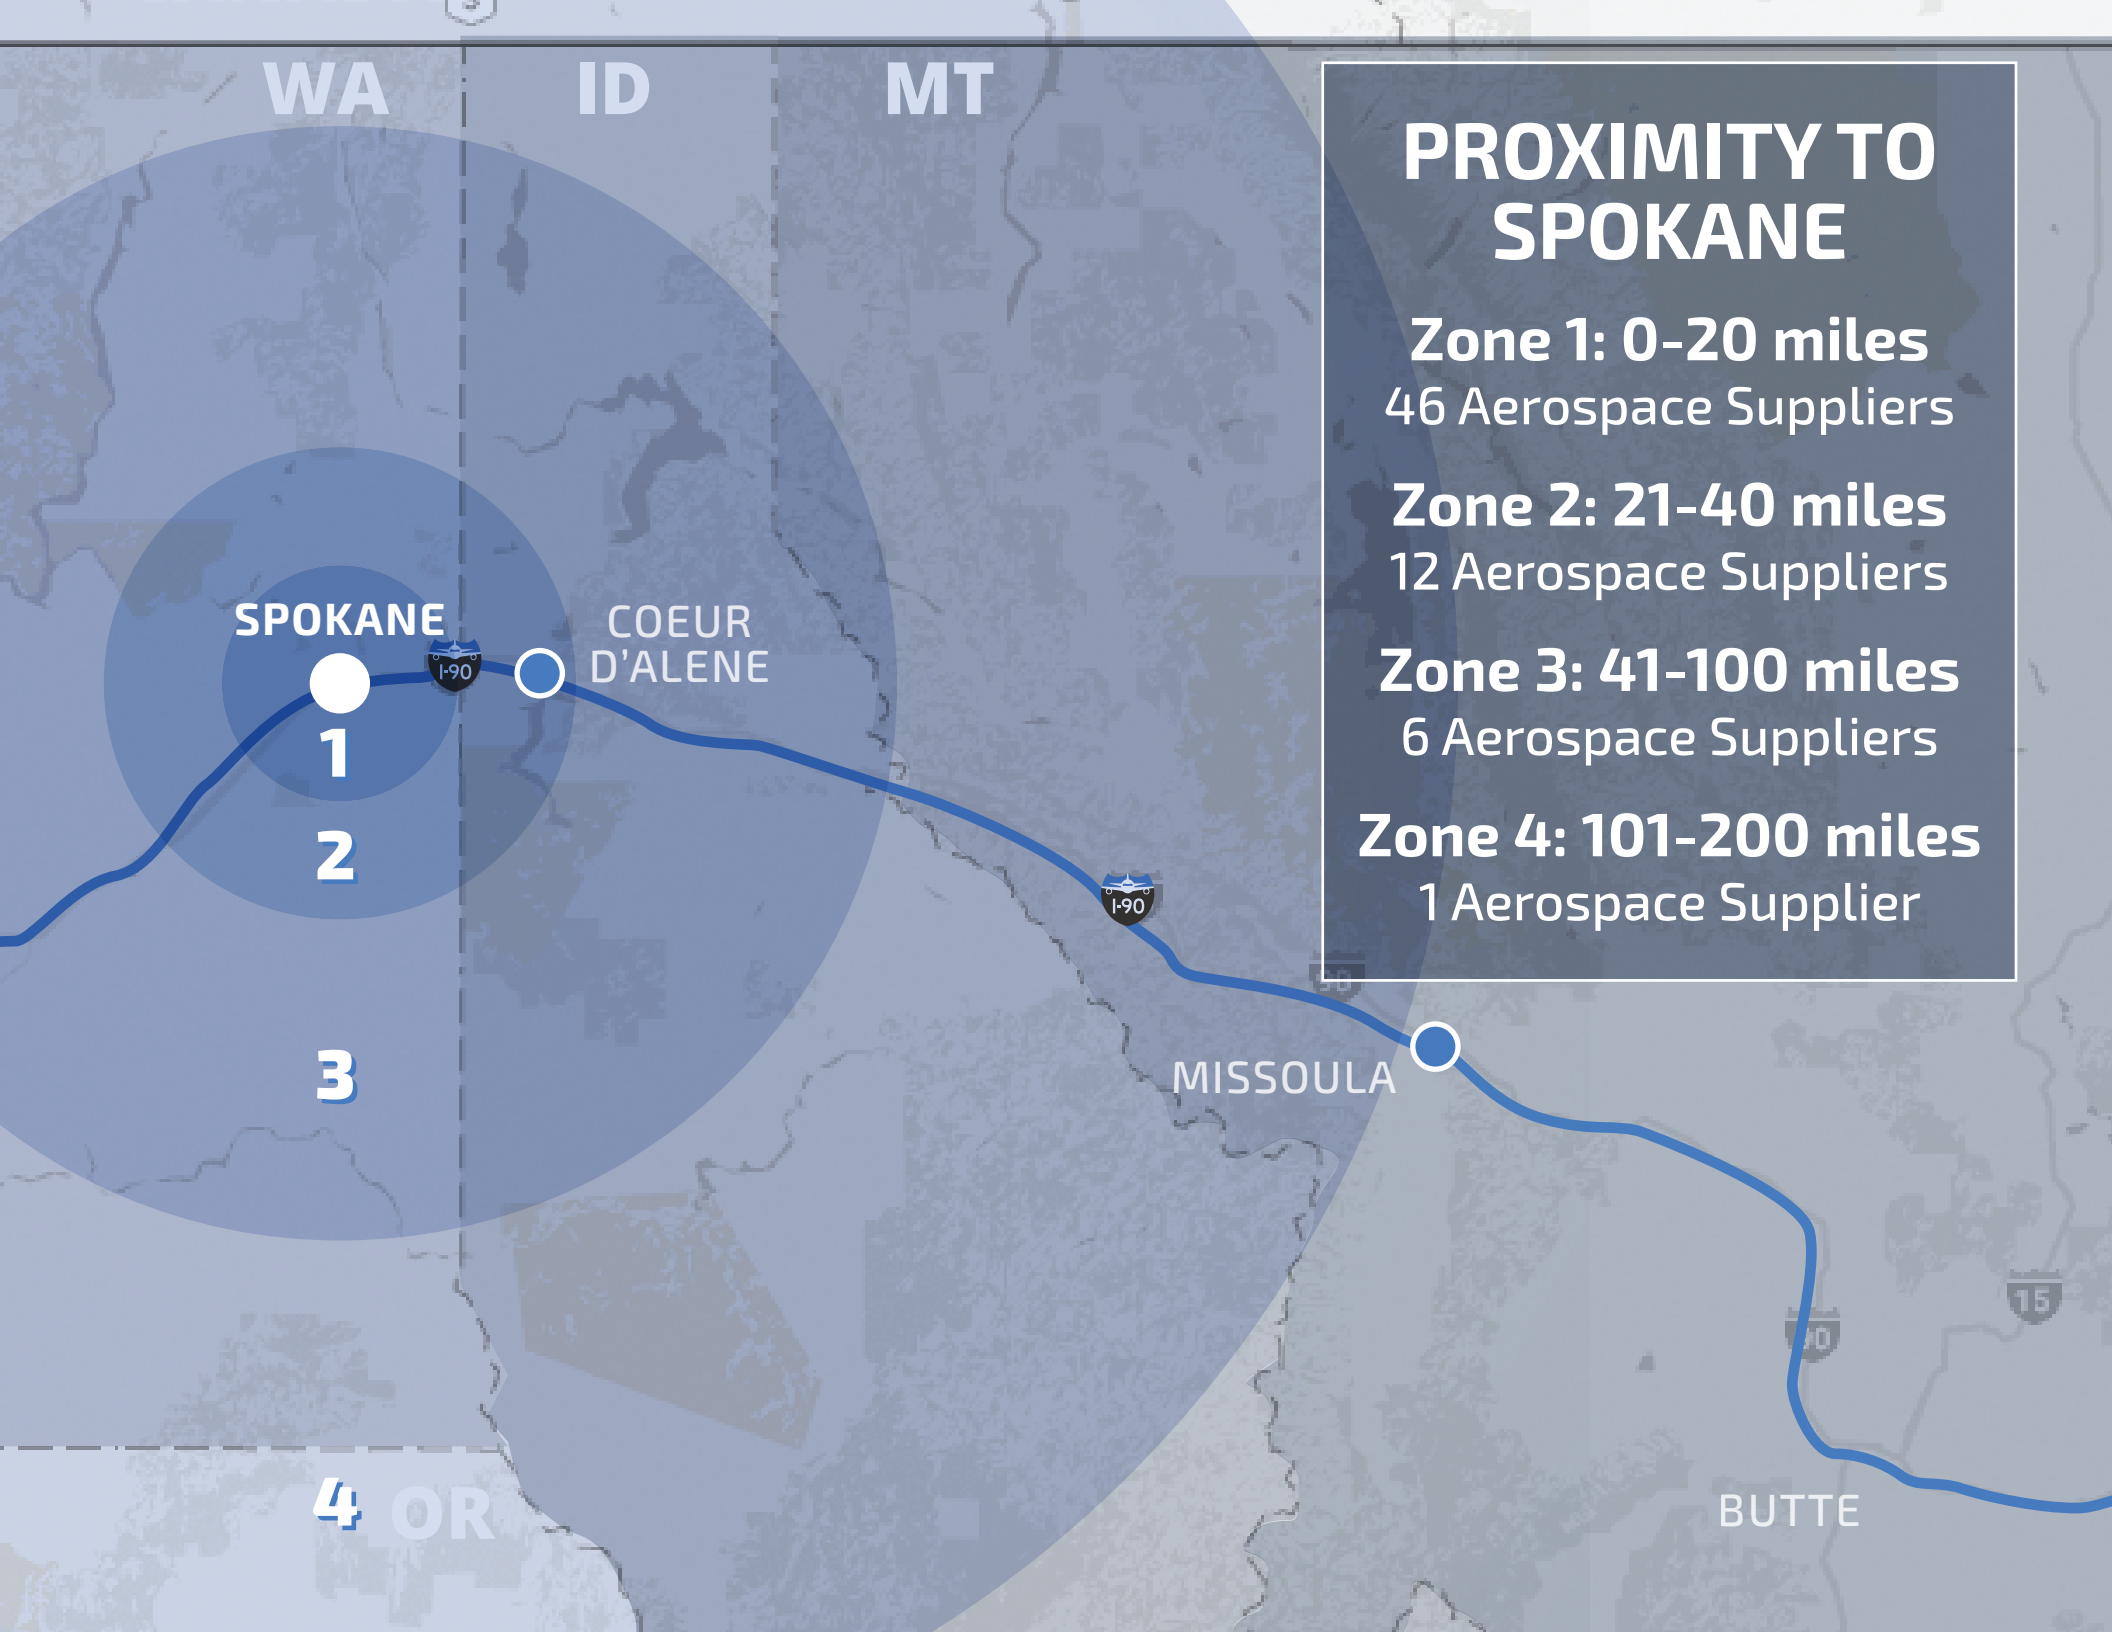 WA
ID
MT
PROXIMITY TO
SPOKANE
Zone 1: 0-20 miles
46 Aerospace Suppliers
Zone 2: 21-40 miles
12 Aerospace Suppliers
Zone 3: 41-100 miles
6 Aerospace Suppliers
Zone 4: 101-200 miles
1 Aerospace Supplier
SPOKANE
I-90
COEUR
D'ALENE
1
2
I-90
90
3
MISSOULA
15
90
4
OR
BUTTE